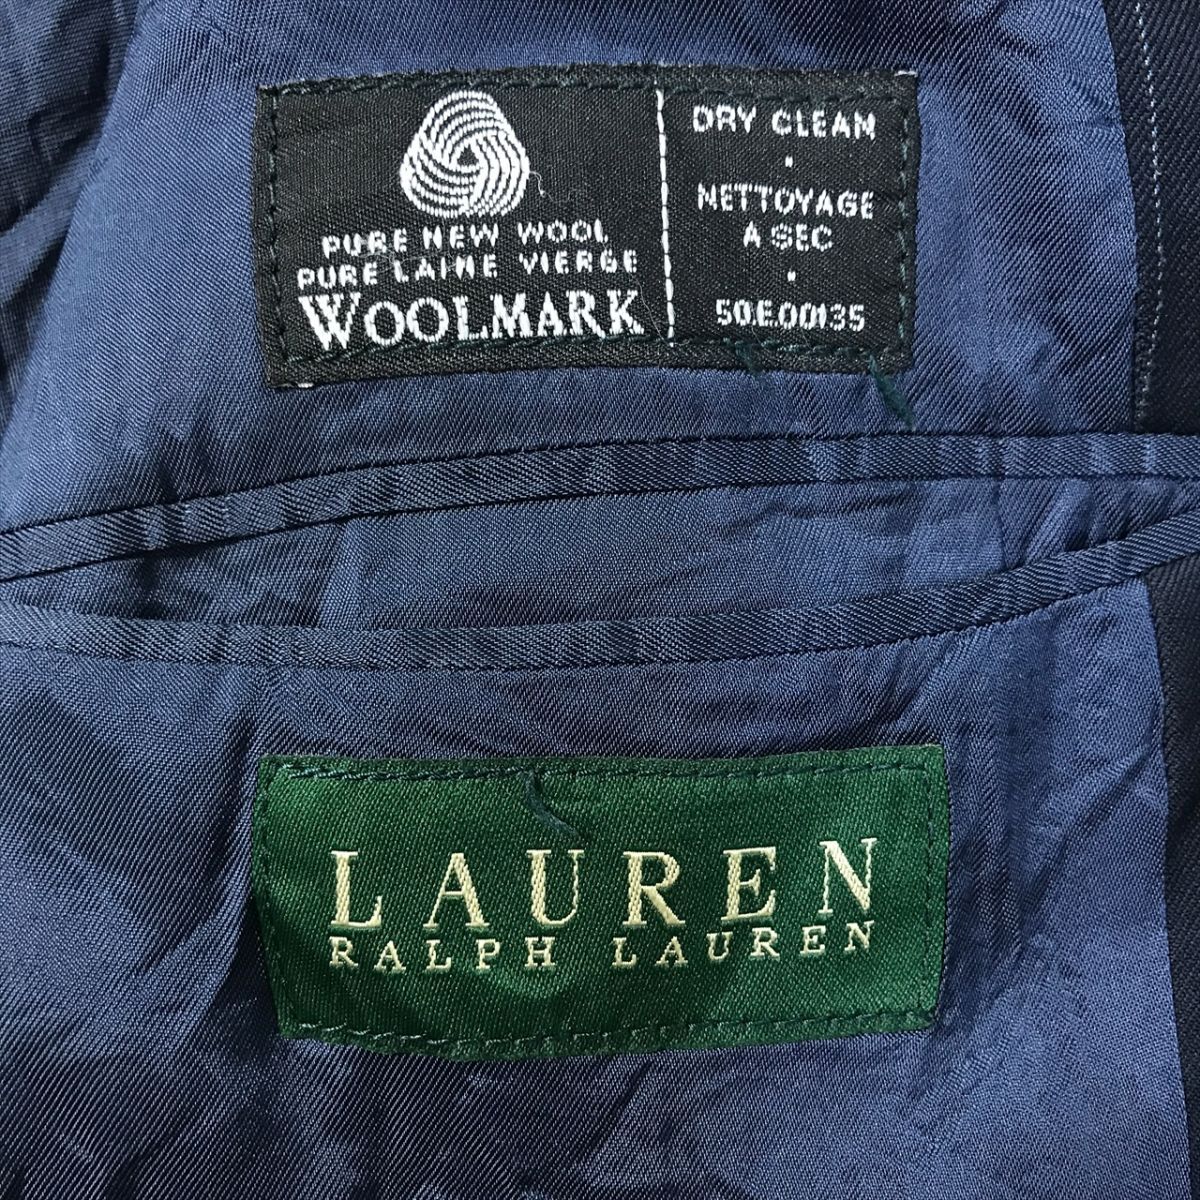 PURE NEW WOOL
PURE LAINE VIERGE
WOOLMARK
DRY CLEAN
•
NETTOYAGE
A SEC
•
50.E.00135
LAUREN
RALPH LAUREN